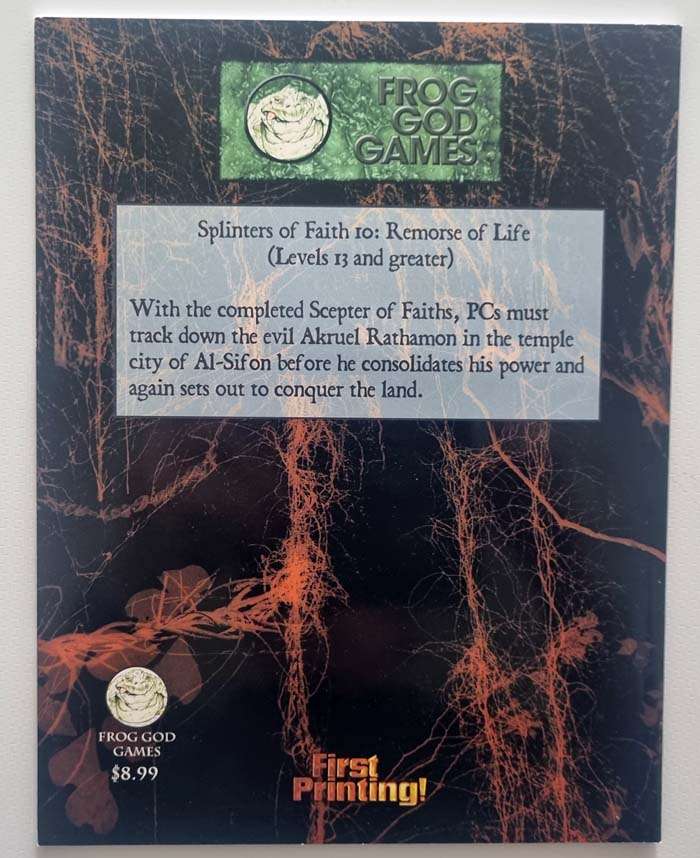 FROG
GOD
GAMES
Splinters of Faith 10: Remorse of Life
(Levels 13 and greater)
With the completed Scepter of Faiths, PCs must
track down the evil Akruel Rathamon in the temple
city of Al-Sifon before he consolidates his power and
again sets out to conquer the land.
FROG GOD
GAMES
$8.99
First
Printing!